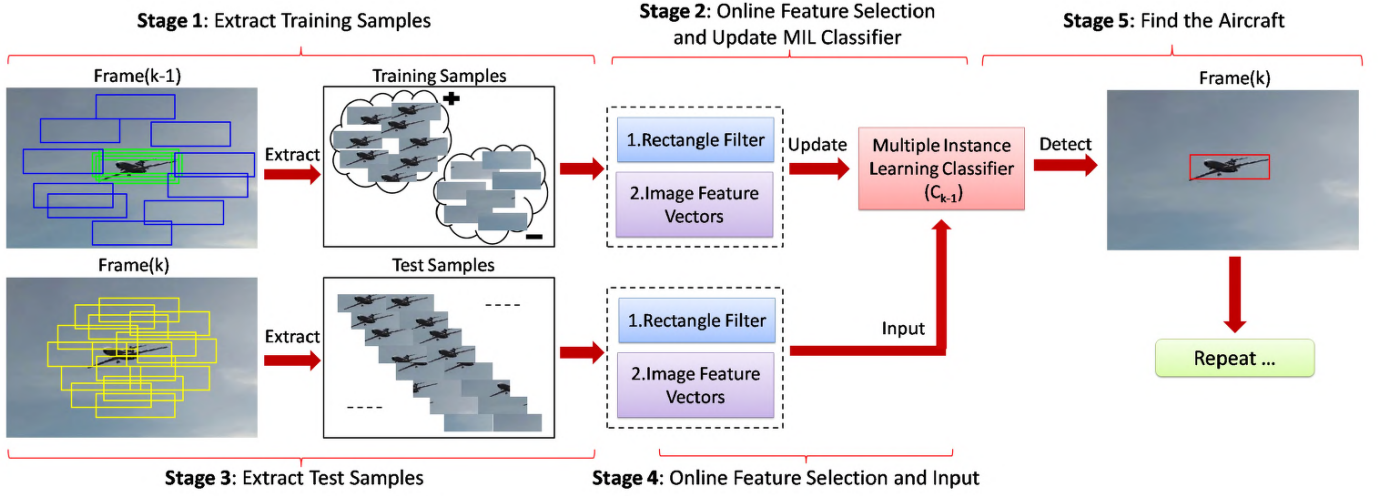 Stage 1: Extract Training Samples
Stage 2: Online Feature Selection
and Update MIL Classifier
Stage 5: Find the Aircraft
Frame(k-1)
Training Samples
Frame(k)
Extract
+
−
1.Rectangle Filter
2.Image Feature
Vectors
Update
Multiple Instance
Learning Classifier
(Ck-1)
Detect
Frame(k)
Test Samples
Extract
1.Rectangle Filter
2.Image Feature
Vectors
Input
Repeat ...
Stage 3: Extract Test Samples
Stage 4: Online Feature Selection and Input